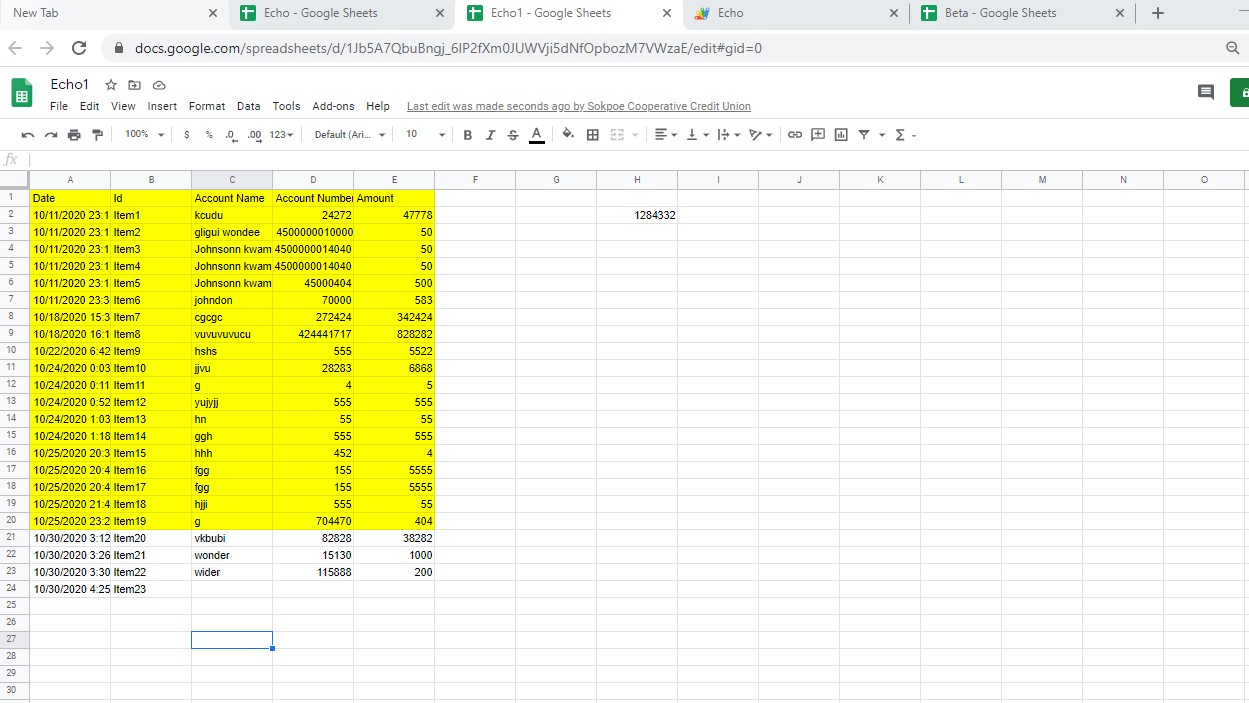 New Tab Echo - Google Sheets Echo1 - Google Sheets Echo Beta - Google Sheets
docs.google.com/spreadsheets/d/1Jb5A7QbuBngj_6IP2fXm0JUWVji5dNfOpbozM7VWzaE/edit#gid=0
Echo1
File Edit View Insert Format Data Tools Add-ons Help Last edit was made seconds ago by Sokpoe Cooperative Credit Union
100% $ % .0 .00 123 Default (Ari... 10 B I S A Σ
fx
A B C D E F G H I J K L M N O
1 Date Id Account Name Account Number Amount
2 10/11/2020 23:1 Item1 kcudu 24272 47778 1284332
3 10/11/2020 23:1 Item2 gligui wondee 4500000010000 50
4 10/11/2020 23:1 Item3 Johnsonn kwam 4500000014040 50
5 10/11/2020 23:1 Item4 Johnsonn kwam 4500000014040 50
6 10/11/2020 23:1 Item5 Johnsonn kwam 45000404 500
7 10/11/2020 23:3 Item6 johndon 70000 583
8 10/18/2020 15:3 Item7 cgcgc 272424 342424
9 10/18/2020 16:1 Item8 vuvuvuvucu 424441717 828282
10 10/22/2020 6:42 Item9 hshs 555 5522
11 10/24/2020 0:03 Item10 jjvu 28283 6868
12 10/24/2020 0:11 Item11 g 4 5
13 10/24/2020 0:52 Item12 yujyjj 555 555
14 10/24/2020 1:03 Item13 hn 55 55
15 10/24/2020 1:18 Item14 ggh 555 555
16 10/25/2020 20:3 Item15 hhh 452 4
17 10/25/2020 20:4 Item16 fgg 155 5555
18 10/25/2020 20:4 Item17 fgg 155 5555
19 10/25/2020 21:4 Item18 hjji 555 55
20 10/25/2020 23:2 Item19 g 704470 404
21 10/30/2020 3:12 Item20 vkbubi 82828 38282
22 10/30/2020 3:26 Item21 wonder 15130 1000
23 10/30/2020 3:30 Item22 wider 115888 200
24 10/30/2020 4:25 Item23
25
26
27
28
29
30